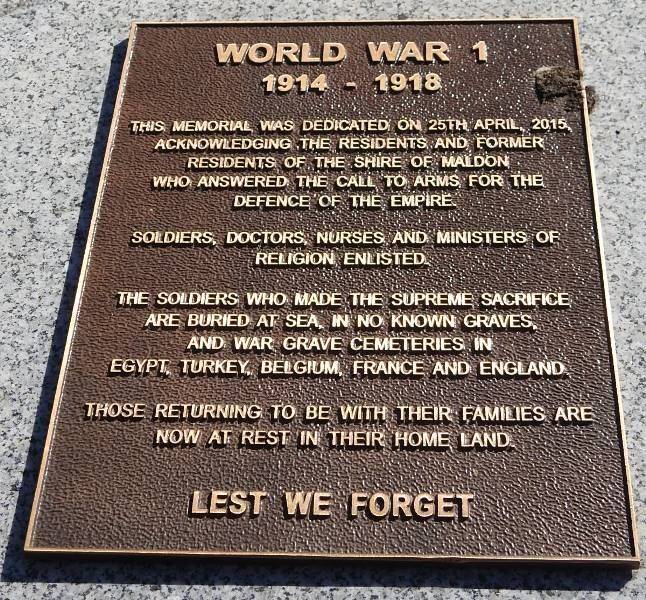 WORLD WAR 1
1914 - 1918
THIS MEMORIAL WAS DEDICATED ON 25TH APRIL, 2015,
ACKNOWLEDGING THE RESIDENTS AND FORMER
RESIDENTS OF THE SHIRE OF MALDON
WHO ANSWERED THE CALL TO ARMS FOR THE
DEFENCE OF THE EMPIRE.
SOLDIERS, DOCTORS, NURSES AND MINISTERS OF
RELIGION ENLISTED.
THE SOLDIERS WHO MADE THE SUPREME SACRIFICE
ARE BURIED AT SEA, IN NO KNOWN GRAVES,
AND WAR GRAVE CEMETERIES IN
EGYPT, TURKEY, BELGIUM, FRANCE AND ENGLAND.
THOSE RETURNING TO BE WITH THEIR FAMILIES ARE
NOW AT REST IN THEIR HOME LAND.
LEST WE FORGET